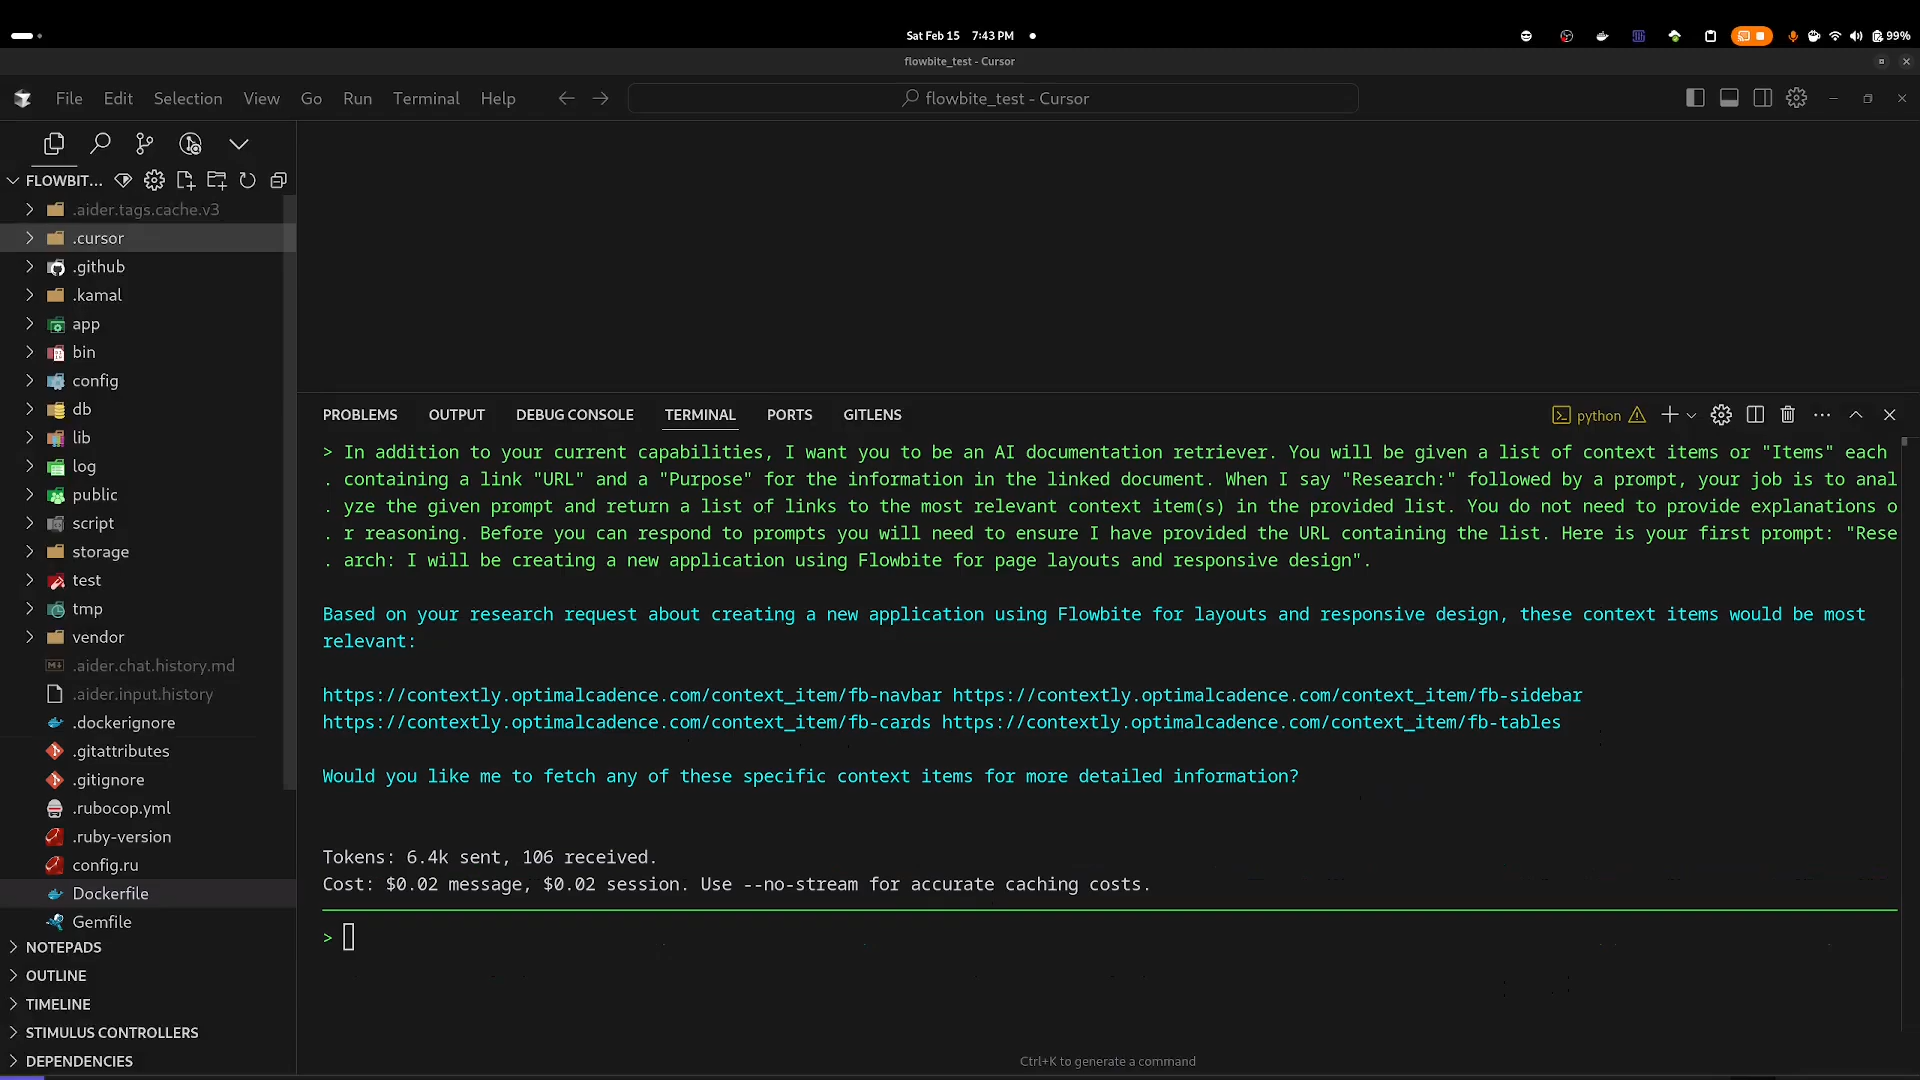 Sat Feb 15 7:43 PM
99%
flowbite_test - Cursor
File Edit Selection View Go Run Terminal Help
flowbite_test - Cursor
FLOWBIT...
.aider.tags.cache.v3
.cursor
.github
.kamal
app
bin
config
db
lib
log
public
script
storage
test
tmp
vendor
.aider.chat.history.md
.aider.input.history
.dockerignore
.gitattributes
.gitignore
.rubocop.yml
.ruby-version
config.ru
Dockerfile
Gemfile
NOTEPADS
OUTLINE
TIMELINE
STIMULUS CONTROLLERS
DEPENDENCIES
PROBLEMS OUTPUT DEBUG CONSOLE TERMINAL PORTS GITLENS
python
> In addition to your current capabilities, I want you to be an AI documentation retriever. You will be given a list of context items or "Items" each
. containing a link "URL" and a "Purpose" for the information in the linked document. When I say "Research:" followed by a prompt, your job is to anal
. yze the given prompt and return a list of links to the most relevant context item(s) in the provided list. You do not need to provide explanations o
. r reasoning. Before you can respond to prompts you will need to ensure I have provided the URL containing the list. Here is your first prompt: "Rese
. arch: I will be creating a new application using Flowbite for page layouts and responsive design".
Based on your research request about creating a new application using Flowbite for layouts and responsive design, these context items would be most
relevant:
https://contextly.optimalcadence.com/context_item/fb-navbar https://contextly.optimalcadence.com/context_item/fb-sidebar
https://contextly.optimalcadence.com/context_item/fb-cards https://contextly.optimalcadence.com/context_item/fb-tables
Would you like me to fetch any of these specific context items for more detailed information?
Tokens: 6.4k sent, 106 received.
Cost: $0.02 message, $0.02 session. Use --no-stream for accurate caching costs.
>
Ctrl+K to generate a command